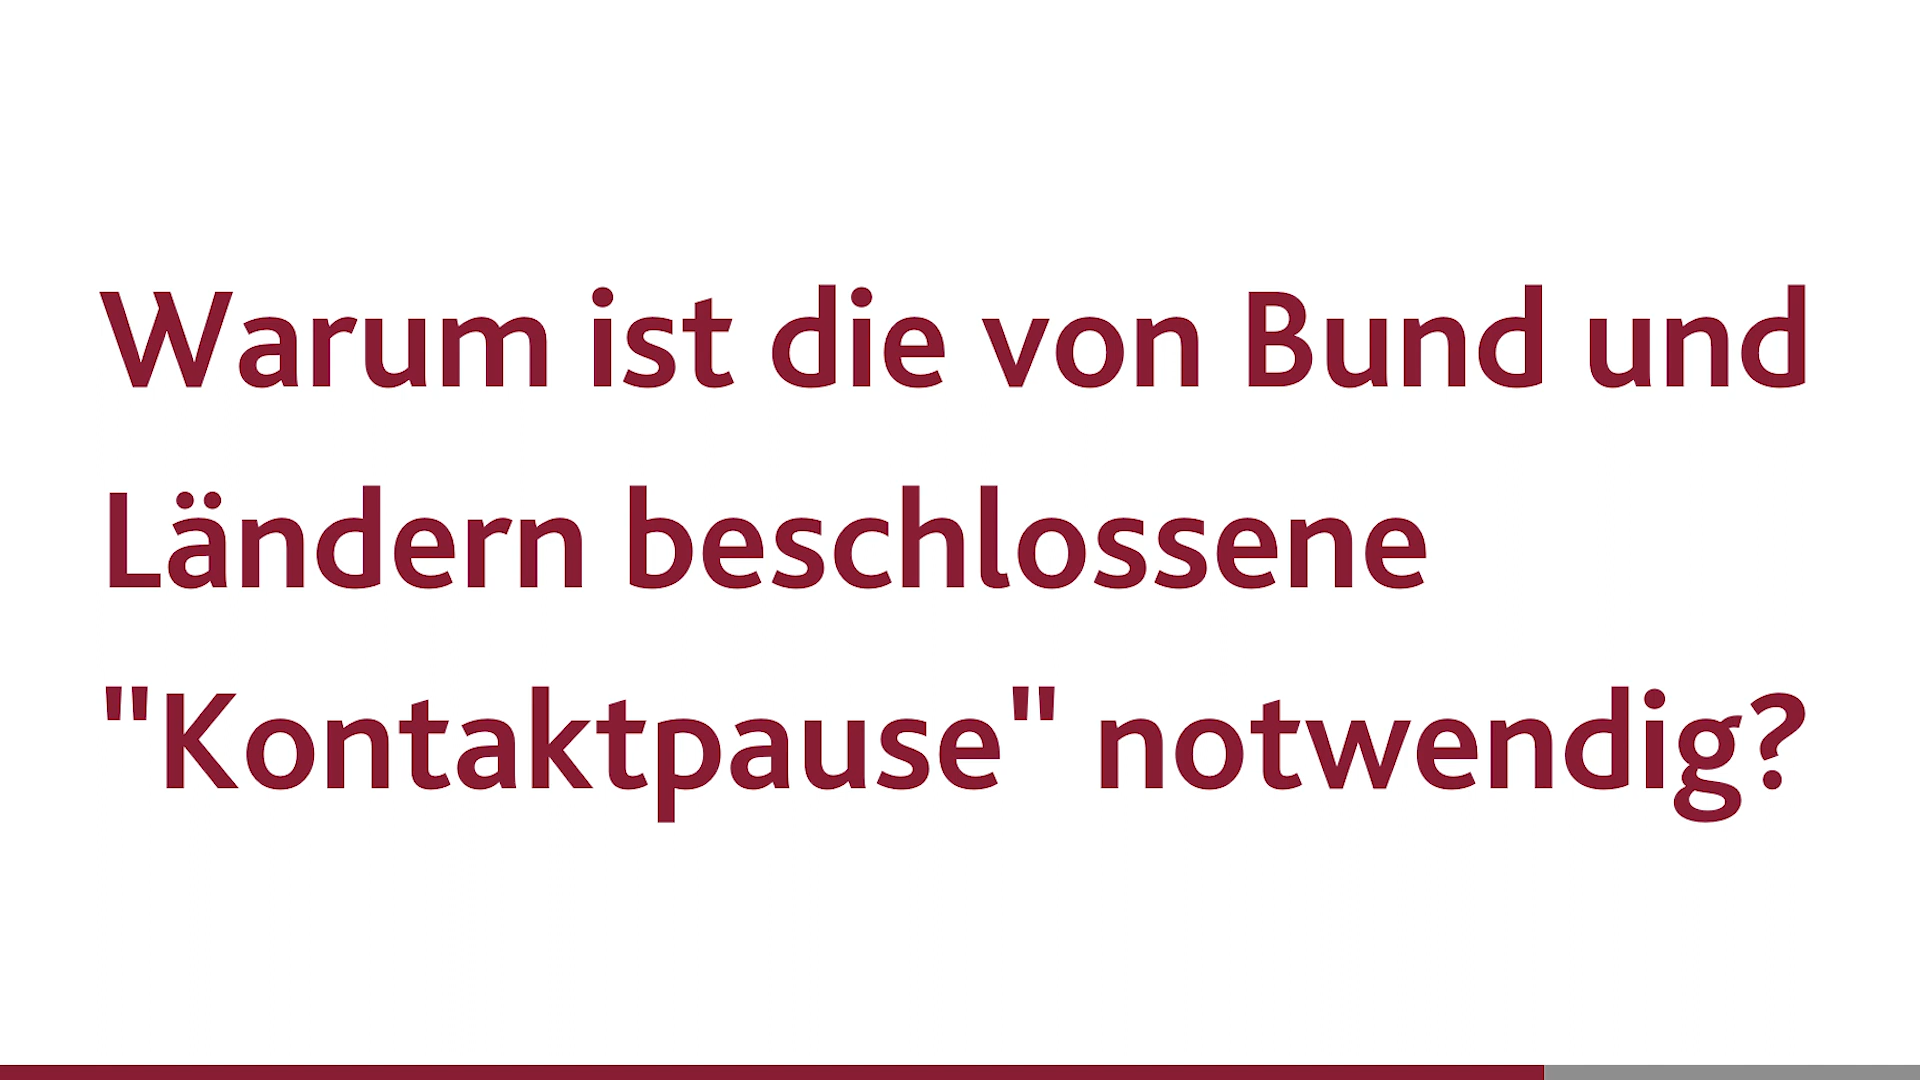 Warum ist die von Bund und
Ländern beschlossene
"Kontaktpause" notwendig?